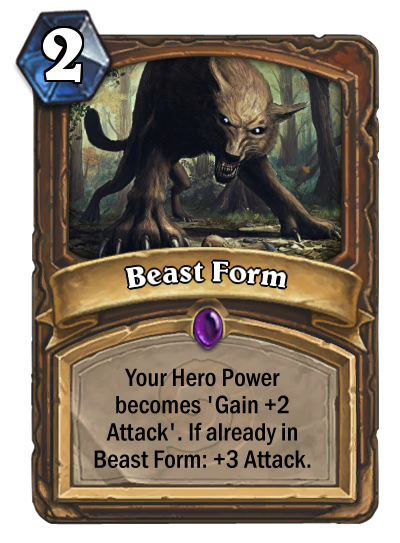 2
Beast Form
Your Hero Power
becomes 'Gain +2
Attack'. If already in
Beast Form: +3 Attack.